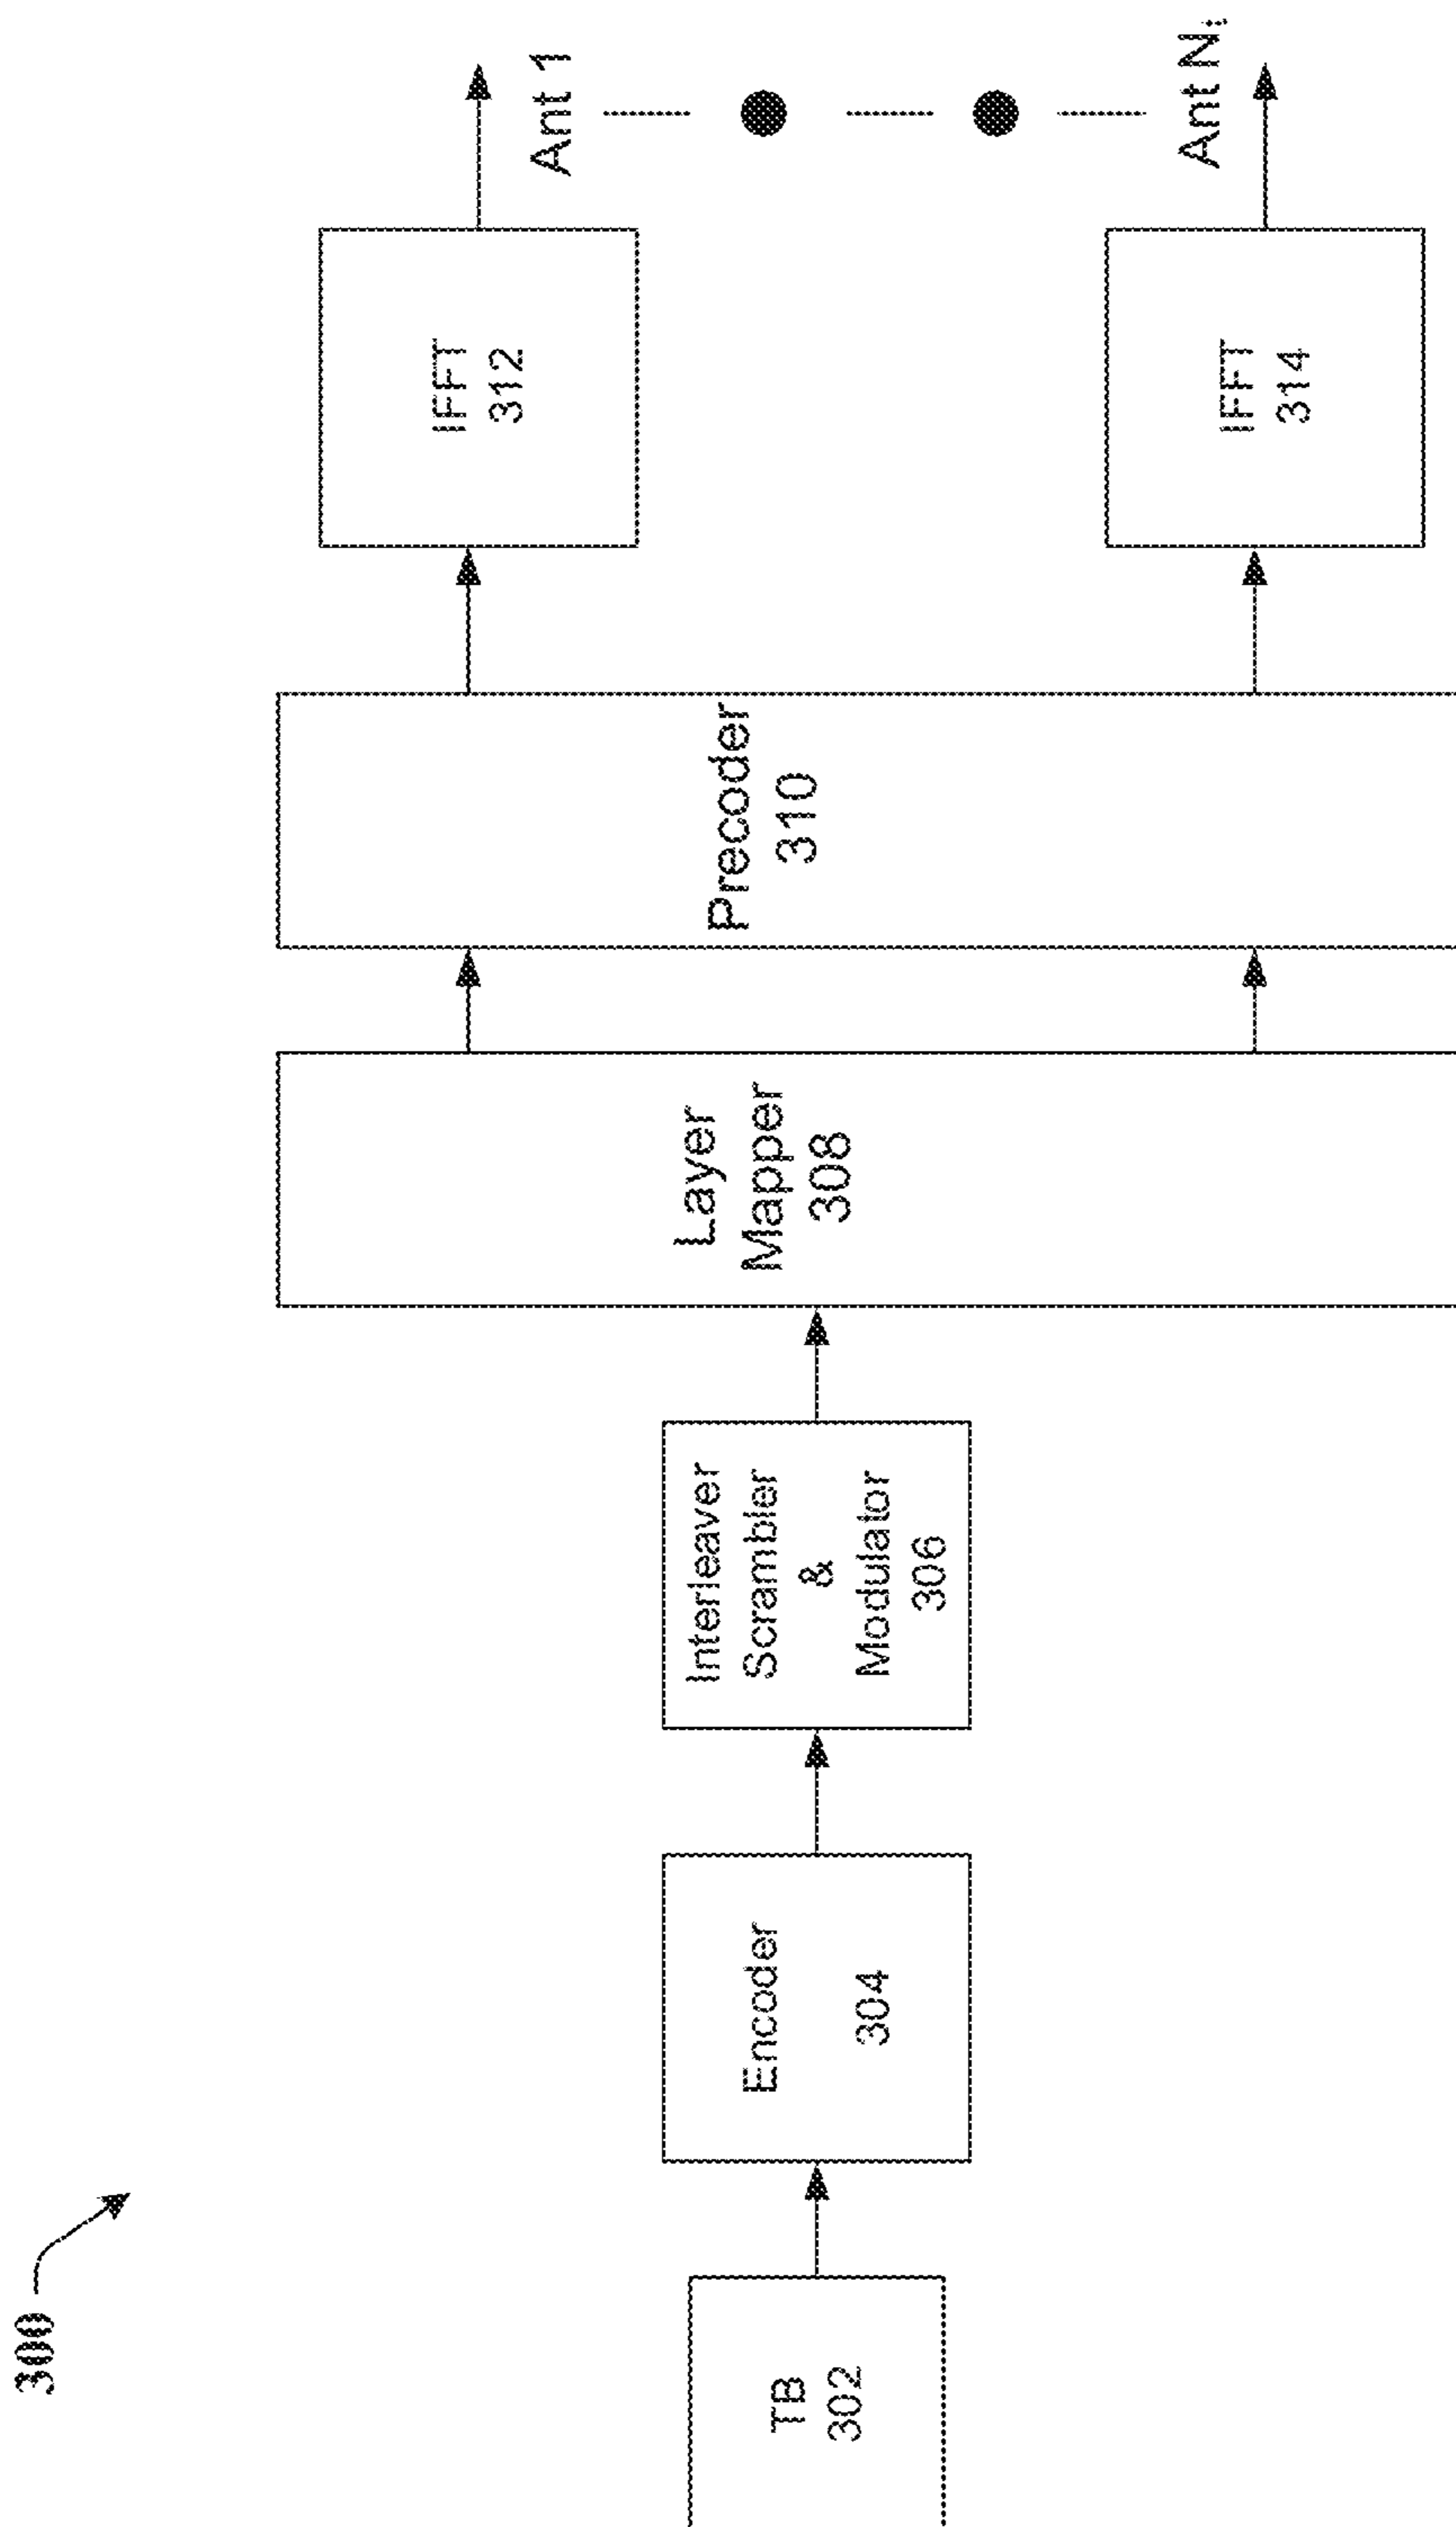 300
TB
302
Encoder
304
Interleaver
Scrambler
&
Modulator
306
Layer
Mapper
308
Precoder
310
IFFT
312
IFFT
314
Ant 1
Ant Nt